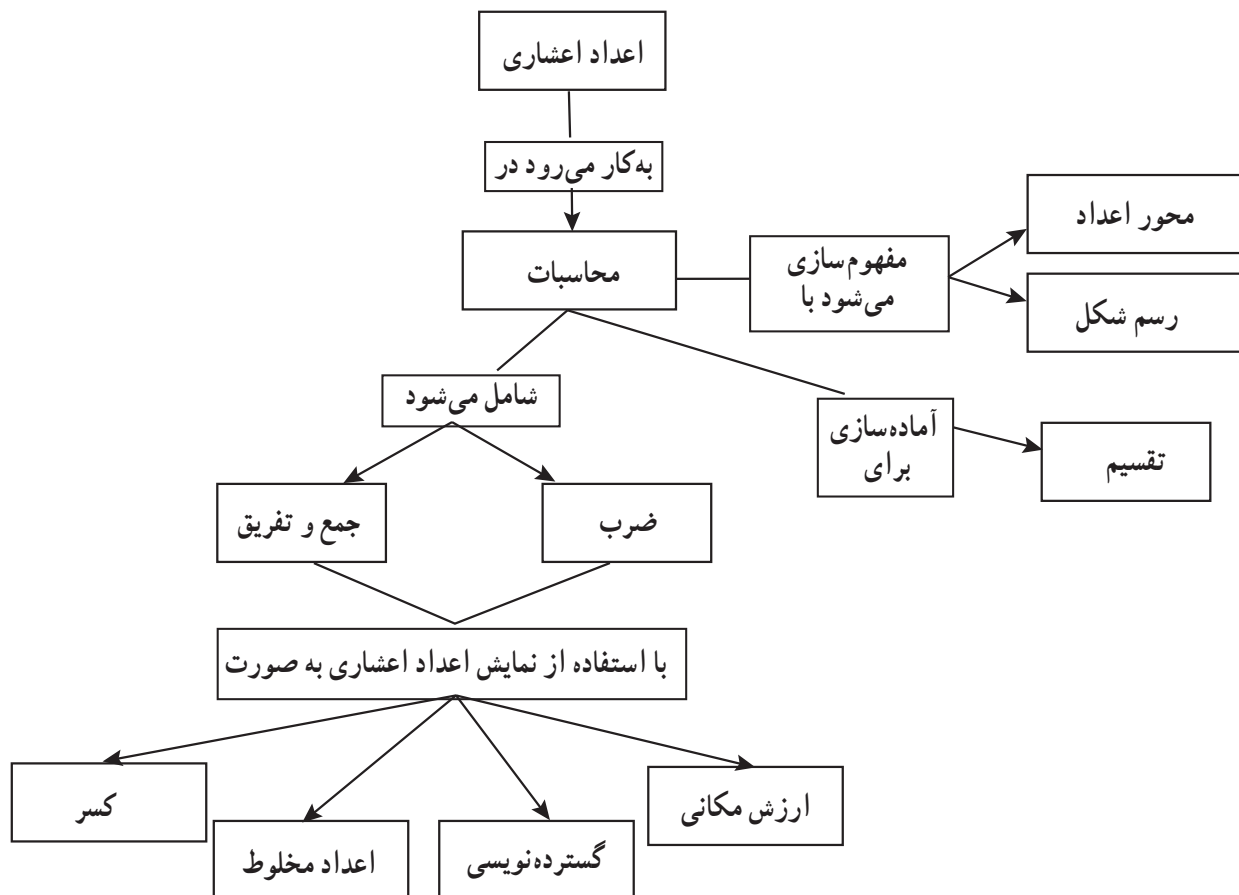 اعداد اعشاری
به‌کار می‌رود در
محاسبات
مفهوم‌سازی
می‌شود با
محور اعداد
رسم شکل
شامل می‌شود
آماده‌سازی
برای
تقسیم
ضرب
جمع و تفریق
با استفاده از نمایش اعداد اعشاری به صورت
ارزش مکانی
گسترده‌نویسی
اعداد مخلوط
کسر